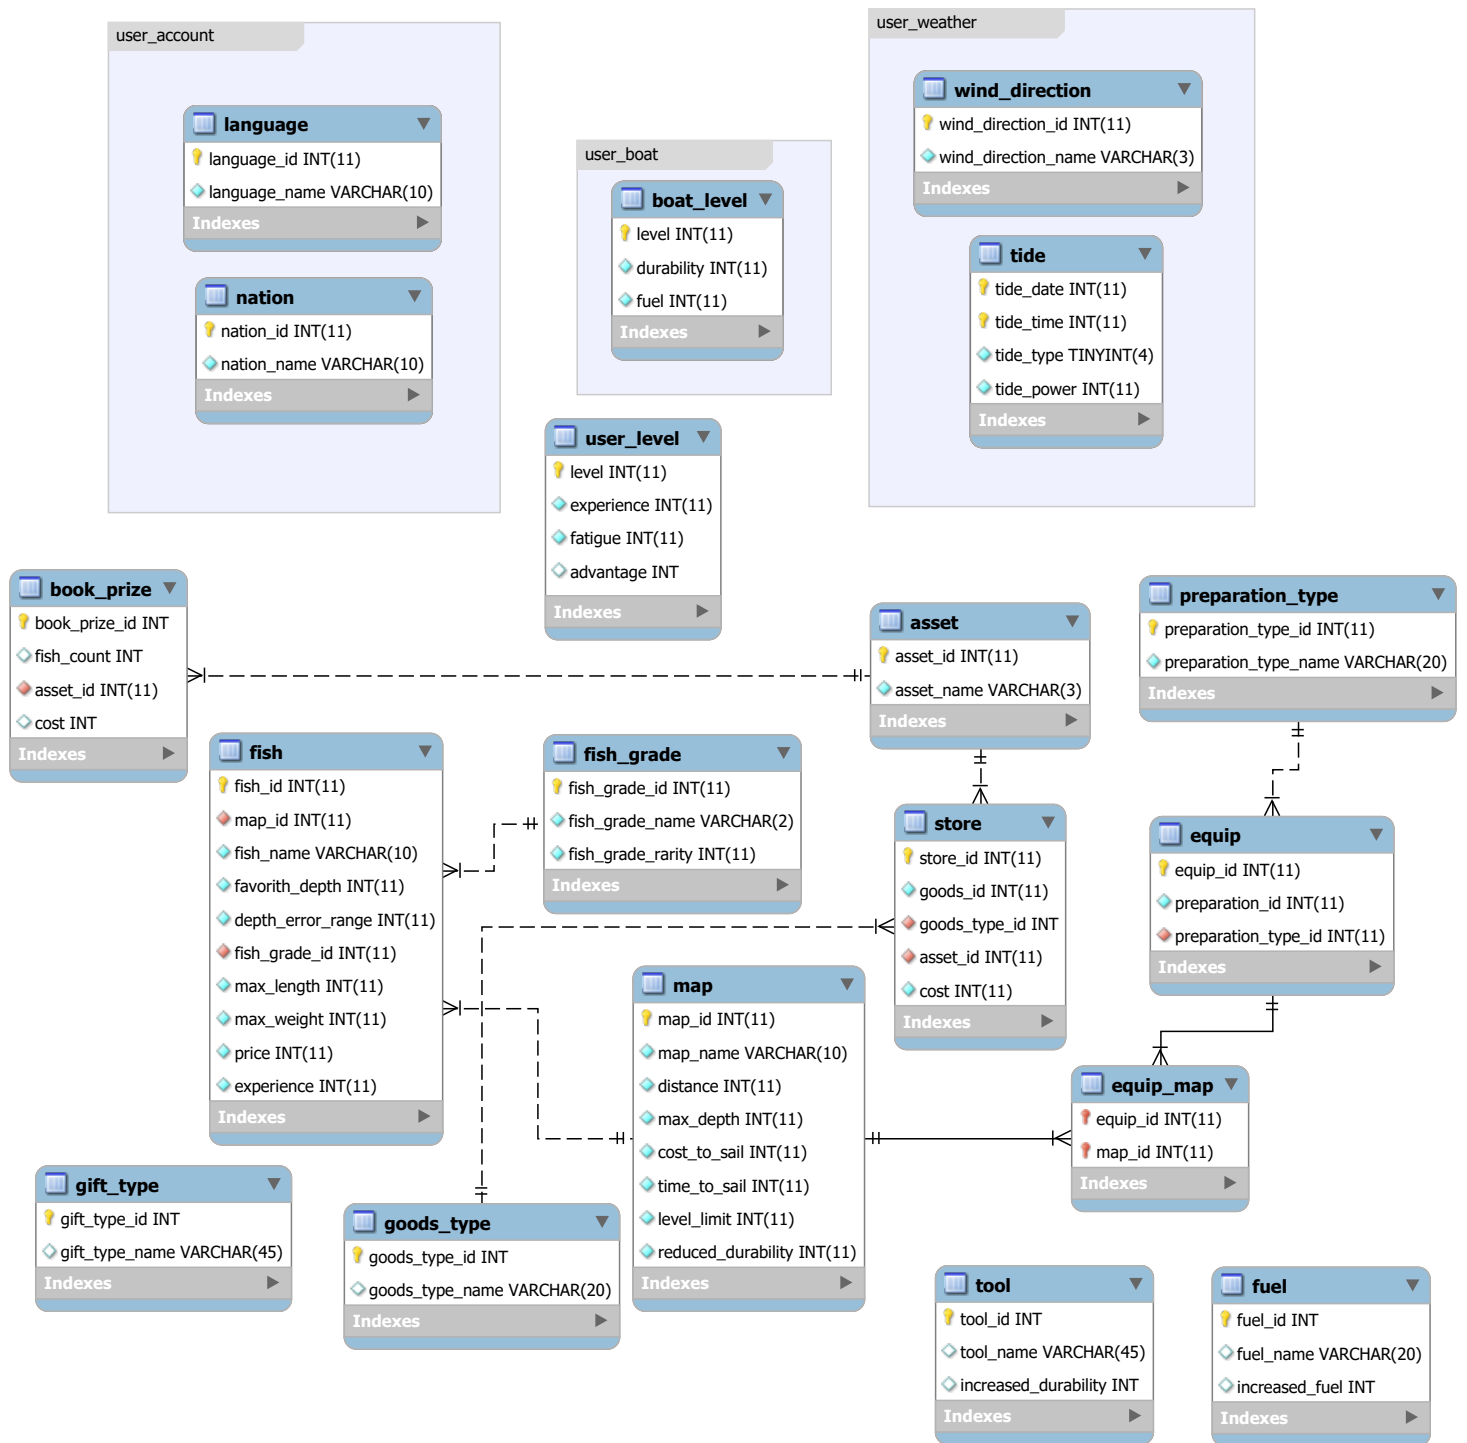 user_account
language
language_id INT(11)
language_name VARCHAR(10)
Indexes
nation
nation_id INT(11)
nation_name VARCHAR(10)
Indexes
user_boat
boat_level
level INT(11)
durability INT(11)
fuel INT(11)
Indexes
user_weather
wind_direction
wind_direction_id INT(11)
wind_direction_name VARCHAR(3)
Indexes
tide
tide_date INT(11)
tide_time INT(11)
tide_type TINYINT(4)
tide_power INT(11)
Indexes
user_level
level INT(11)
experience INT(11)
fatigue INT(11)
advantage INT
Indexes
book_prize
book_prize_id INT
fish_count INT
asset_id INT(11)
cost INT
Indexes
asset
asset_id INT(11)
asset_name VARCHAR(3)
Indexes
preparation_type
preparation_type_id INT(11)
preparation_type_name VARCHAR(20)
Indexes
fish
fish_id INT(11)
map_id INT(11)
fish_name VARCHAR(10)
favorith_depth INT(11)
depth_error_range INT(11)
fish_grade_id INT(11)
max_length INT(11)
max_weight INT(11)
price INT(11)
experience INT(11)
Indexes
fish_grade
fish_grade_id INT(11)
fish_grade_name VARCHAR(2)
fish_grade_rarity INT(11)
Indexes
store
store_id INT(11)
goods_id INT(11)
goods_type_id INT
asset_id INT(11)
cost INT(11)
Indexes
equip
equip_id INT(11)
preparation_id INT(11)
preparation_type_id INT(11)
Indexes
map
map_id INT(11)
map_name VARCHAR(10)
distance INT(11)
max_depth INT(11)
cost_to_sail INT(11)
time_to_sail INT(11)
level_limit INT(11)
reduced_durability INT(11)
Indexes
equip_map
equip_id INT(11)
map_id INT(11)
Indexes
gift_type
gift_type_id INT
gift_type_name VARCHAR(45)
Indexes
goods_type
goods_type_id INT
goods_type_name VARCHAR(20)
Indexes
tool
tool_id INT
tool_name VARCHAR(45)
increased_durability INT
Indexes
fuel
fuel_id INT
fuel_name VARCHAR(20)
increased_fuel INT
Indexes